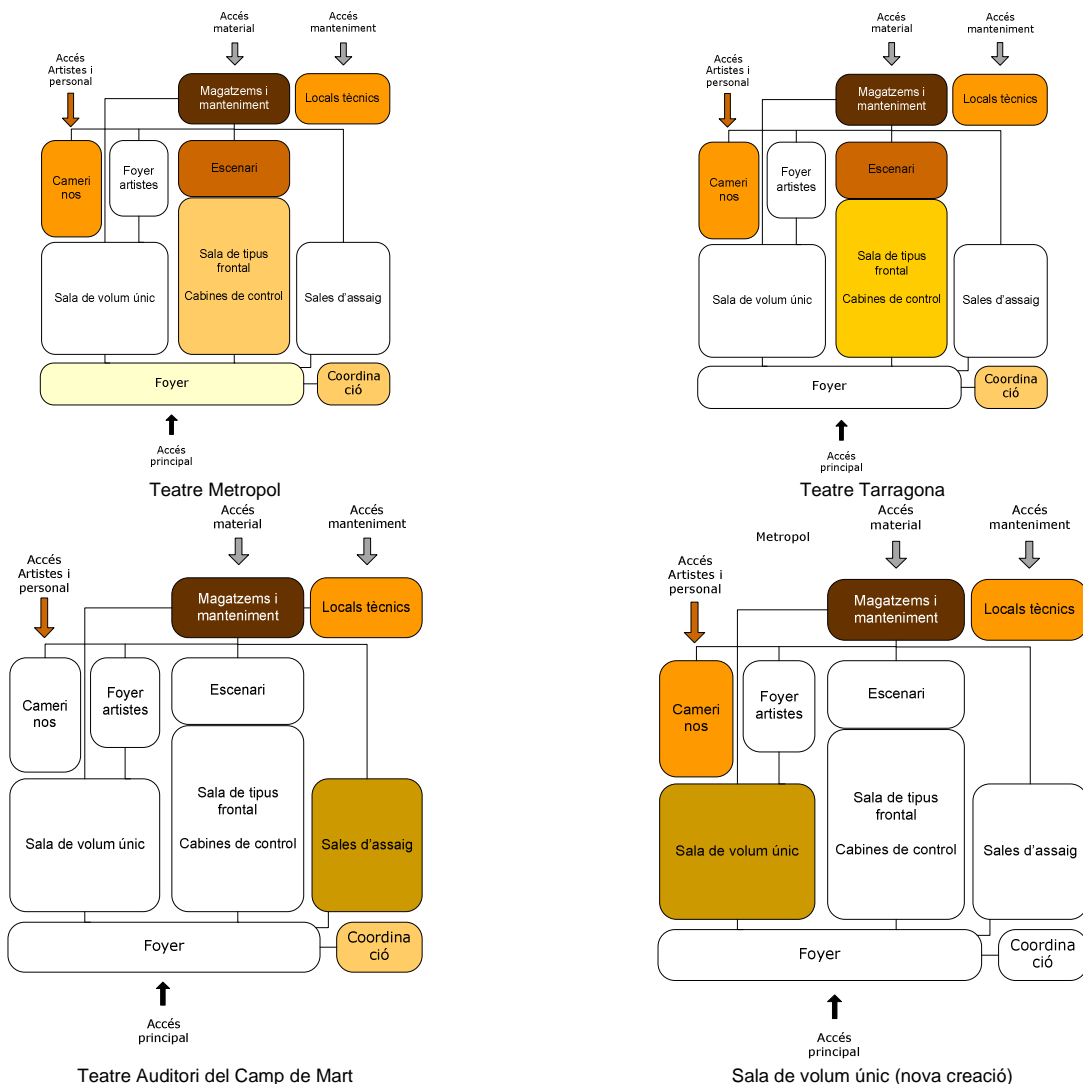 Accés
material
Accés
manteniment
Accés
Artistes i
personal
Magatzems i
manteniment
Locals tècnics
Cameri
nos
Foyer
artistes
Escenari
Sala de tipus
frontal
Cabines de control
Sala de volum únic
Sales d'assaig
Foyer
Coordina
ció
Accés
principal
Teatre Metropol
Accés
material
Accés
manteniment
Accés
Artistes i
personal
Magatzems i
manteniment
Locals tècnics
Cameri
nos
Foyer
artistes
Escenari
Sala de tipus
frontal
Cabines de control
Sala de volum únic
Sales d'assaig
Foyer
Coordina
ció
Accés
principal
Teatre Tarragona
Accés
material
Accés
manteniment
Accés
Artistes i
personal
Magatzems i
manteniment
Locals tècnics
Cameri
nos
Foyer
artistes
Escenari
Sala de tipus
frontal
Cabines de control
Sala de volum únic
Sales d'assaig
Foyer
Coordina
ció
Accés
principal
Teatre Auditori del Camp de Mart
Metropol
Accés
material
Accés
manteniment
Accés
Artistes i
personal
Magatzems i
manteniment
Locals tècnics
Cameri
nos
Foyer
artistes
Escenari
Sala de tipus
frontal
Cabines de control
Sala de volum únic
Sales d'assaig
Foyer
Coordina
ció
Accés
principal
Sala de volum únic (nova creació)